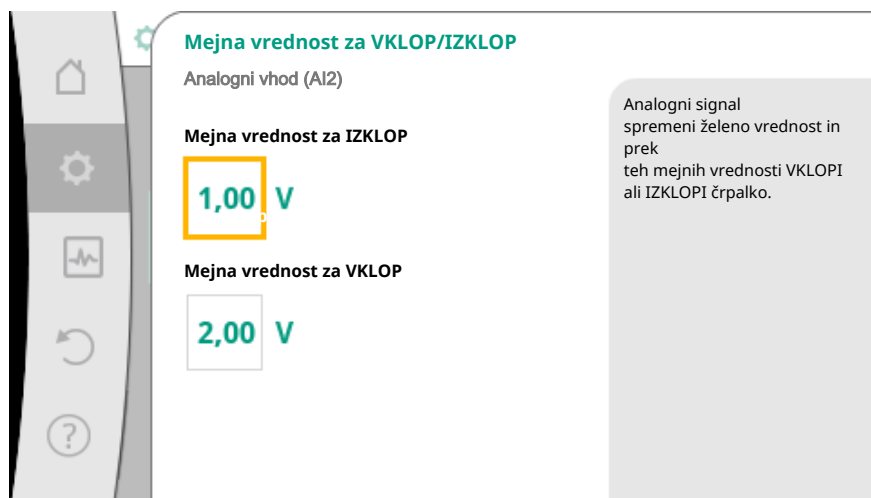 Mejna vrednost za VKLOP/IZKLOP
Analogni vhod (AI2)
Mejna vrednost za IZKLOP
1,00 V
Mejna vrednost za VKLOP
2,00 V
Analogni signal
spremeni želeno vrednost in
prek
teh mejnih vrednosti VKLOPI
ali IZKLOPI črpalko.
?